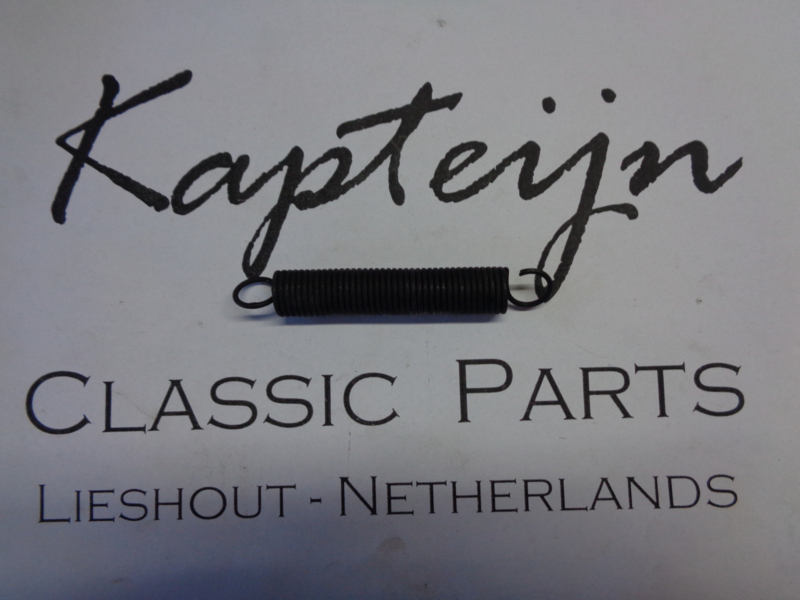 Kapteijn
CLASSIC PARTS
LIESHOUT - NETHERLANDS